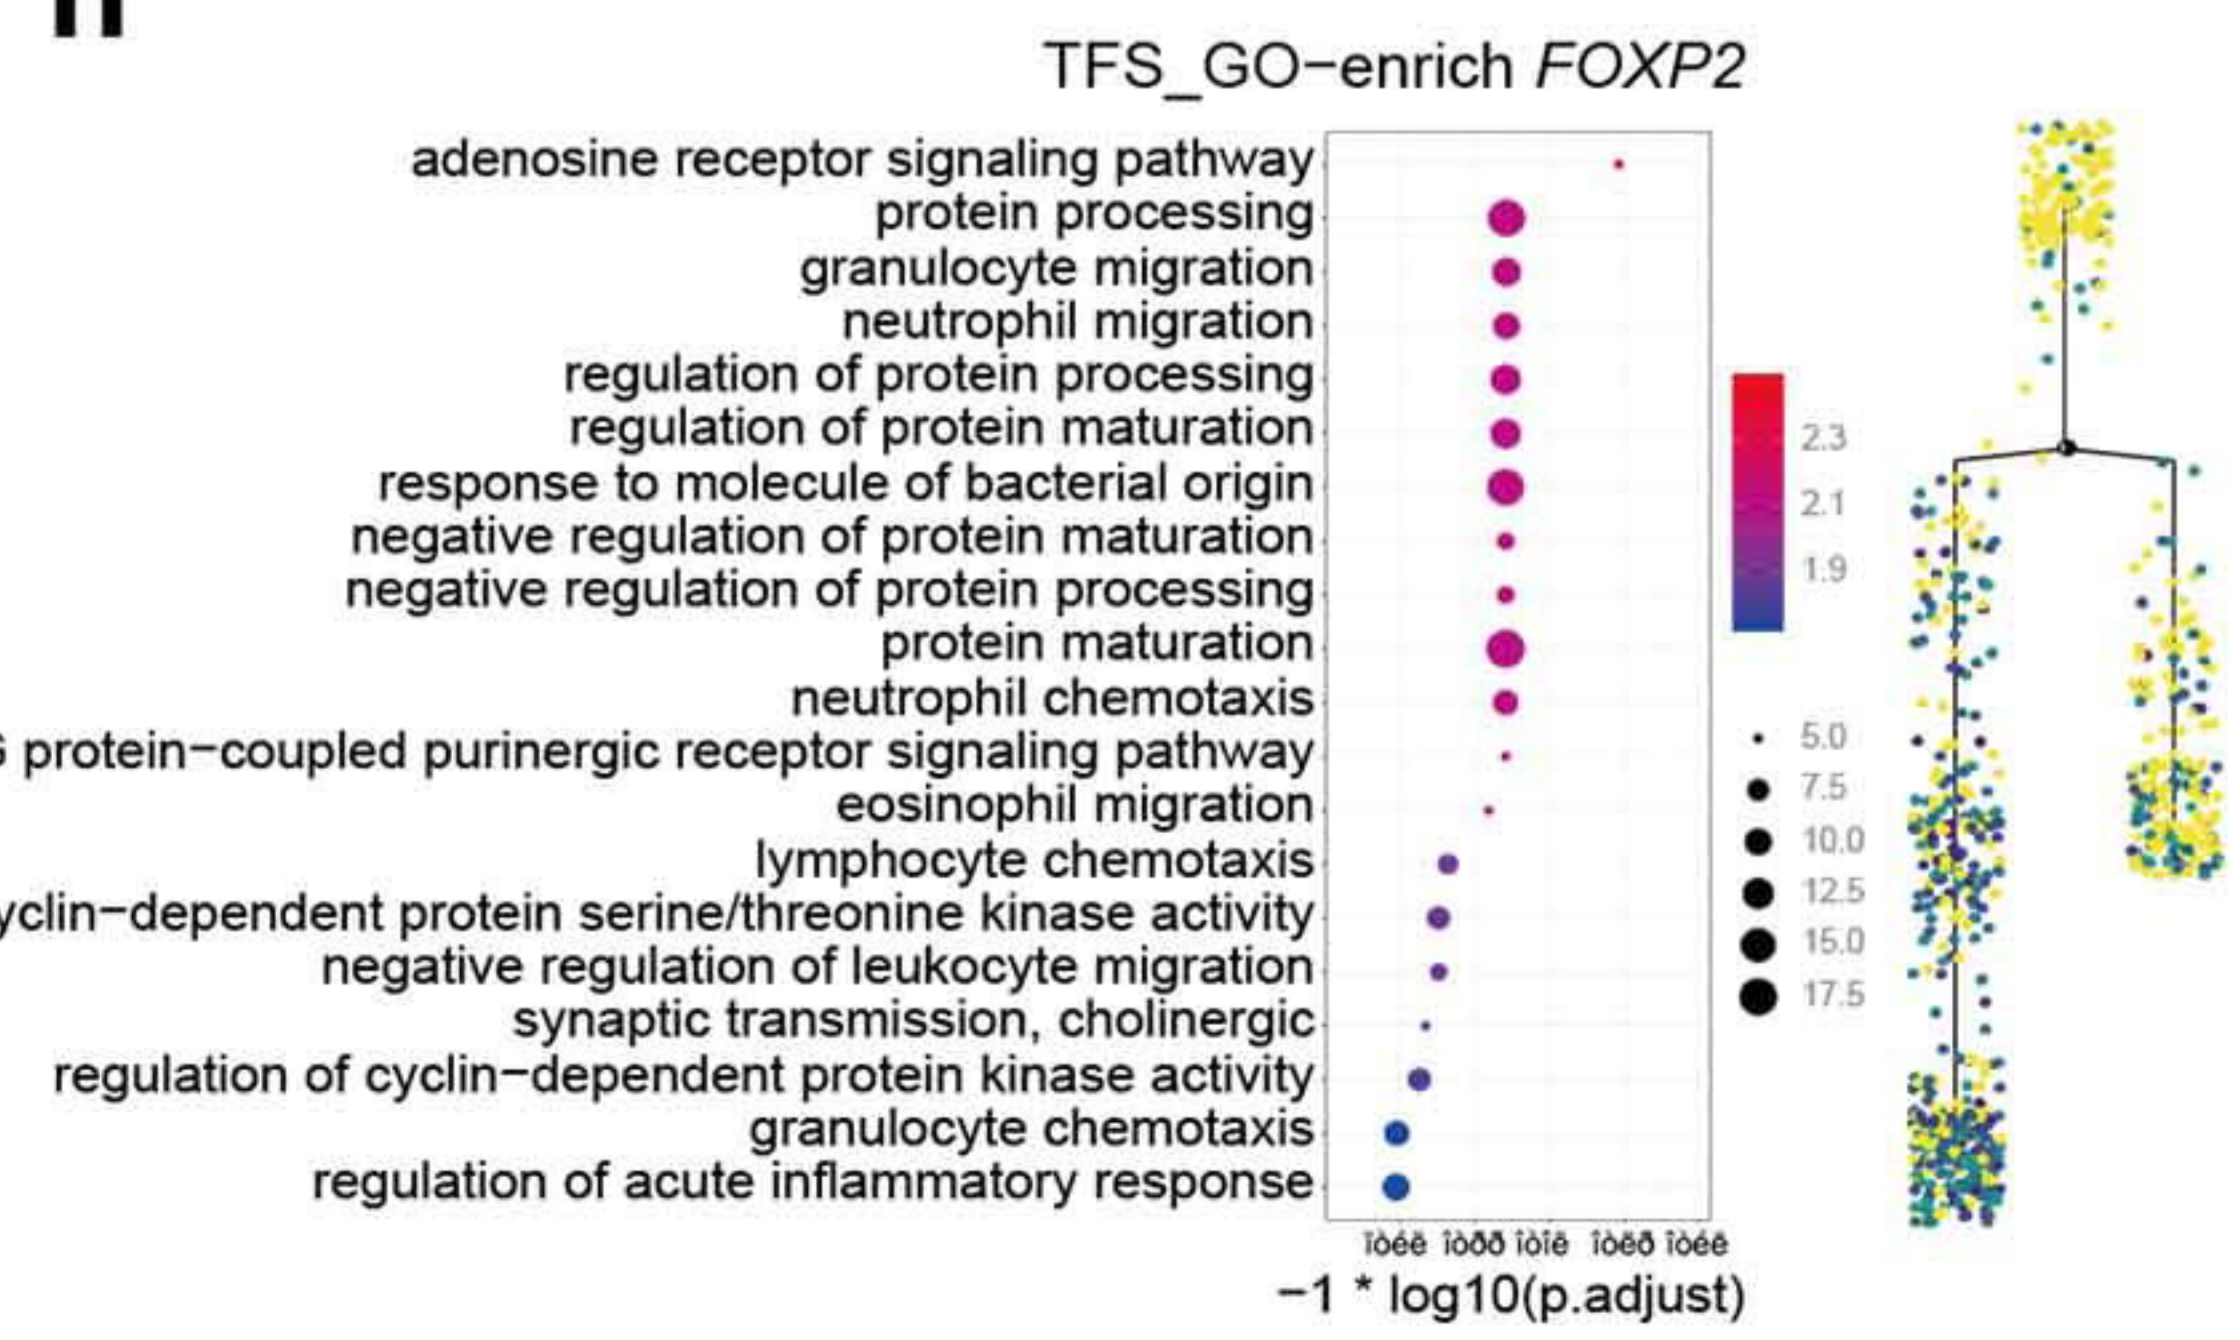 TFS_GO−enrich FOXP2
adenosine receptor signaling pathway
protein processing
granulocyte migration
neutrophil migration
regulation of protein processing
regulation of protein maturation
response to molecule of bacterial origin
negative regulation of protein maturation
negative regulation of protein processing
protein maturation
neutrophil chemotaxis
protein−coupled purinergic receptor signaling pathway
eosinophil migration
lymphocyte chemotaxis
yclin−dependent protein serine/threonine kinase activity
negative regulation of leukocyte migration
synaptic transmission, cholinergic
regulation of cyclin−dependent protein kinase activity
granulocyte chemotaxis
regulation of acute inflammatory response
−1 * log10(p.adjust)
2.3
2.1
1.9
5.0
7.5
10.0
12.5
15.0
17.5